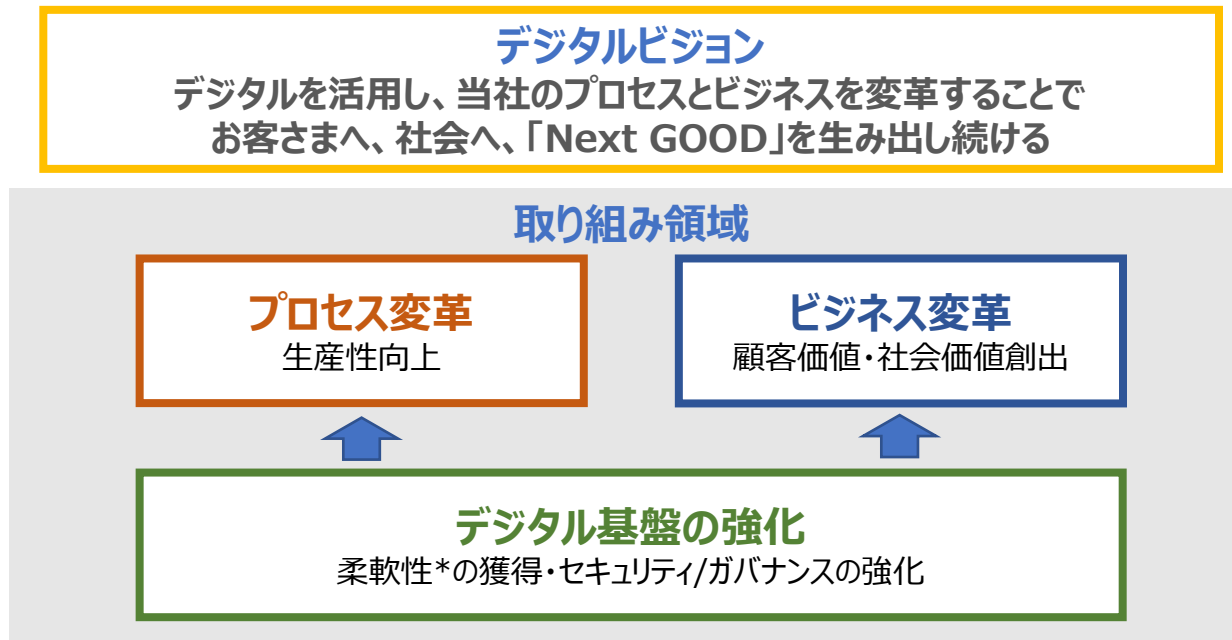 デジタルビジョン
デジタルを活用し、当社のプロセスとビジネスを変革することで
お客さまへ、社会へ、「Next GOOD」を生み出し続ける
取り組み領域
プロセス変革
生産性向上
ビジネス変革
顧客価値・社会価値創出
デジタル基盤の強化
柔軟性*の獲得・セキュリティ/ガバナンスの強化